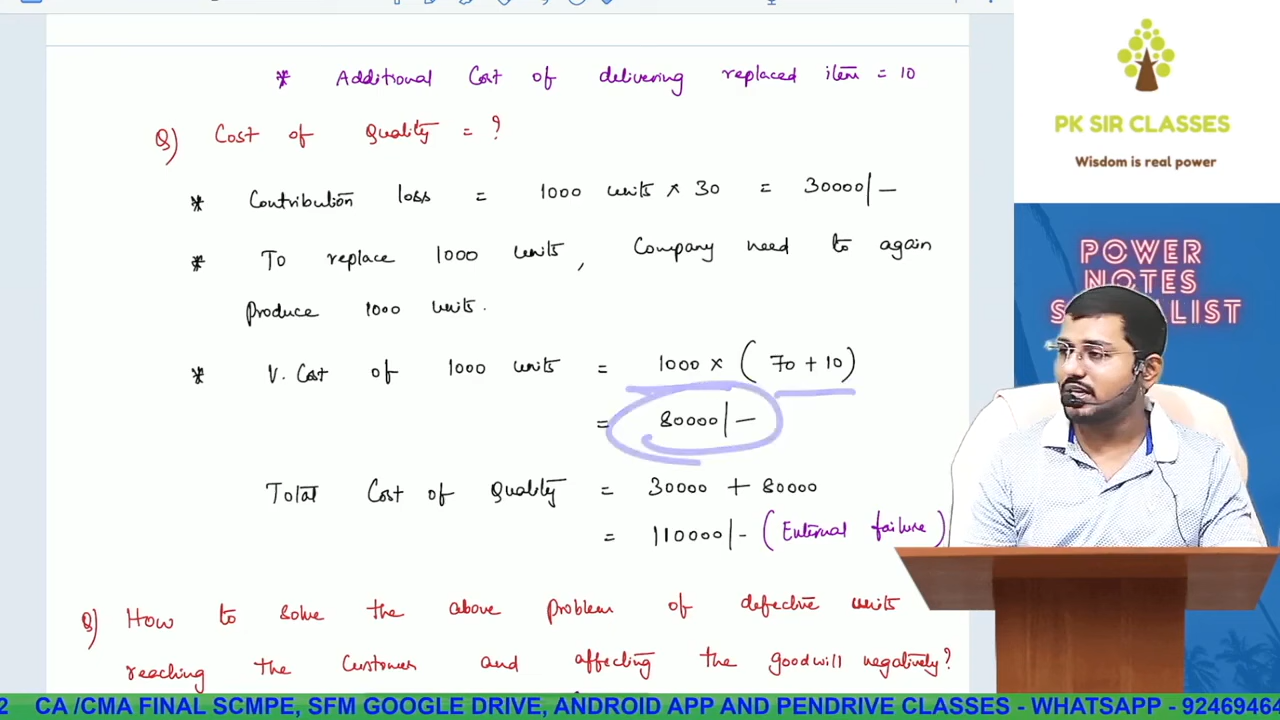 * Additional Cost of delivering replaced item = 10
Q) Cost of Quality = ?
* Contribution loss = 1000 units × 30 = 30000/-
* To replace 1000 units, Company need to again
Produce 1000 units.
* V. Cost of 1000 units = 1000 × (70 + 10)
= 80000/-
Total Cost of Quality = 30000 + 80000
= 110000/- (External failure)
Q) How to solve the above problem of defective units
reaching the Customer and affecting the goodwill negatively?
PK SIR CLASSES
Wisdom is real power
POWER
NOTES
2 CA /CMA FINAL SCMPE, SFM GOOGLE DRIVE, ANDROID APP AND PENDRIVE CLASSES - WHATSAPP - 92469464